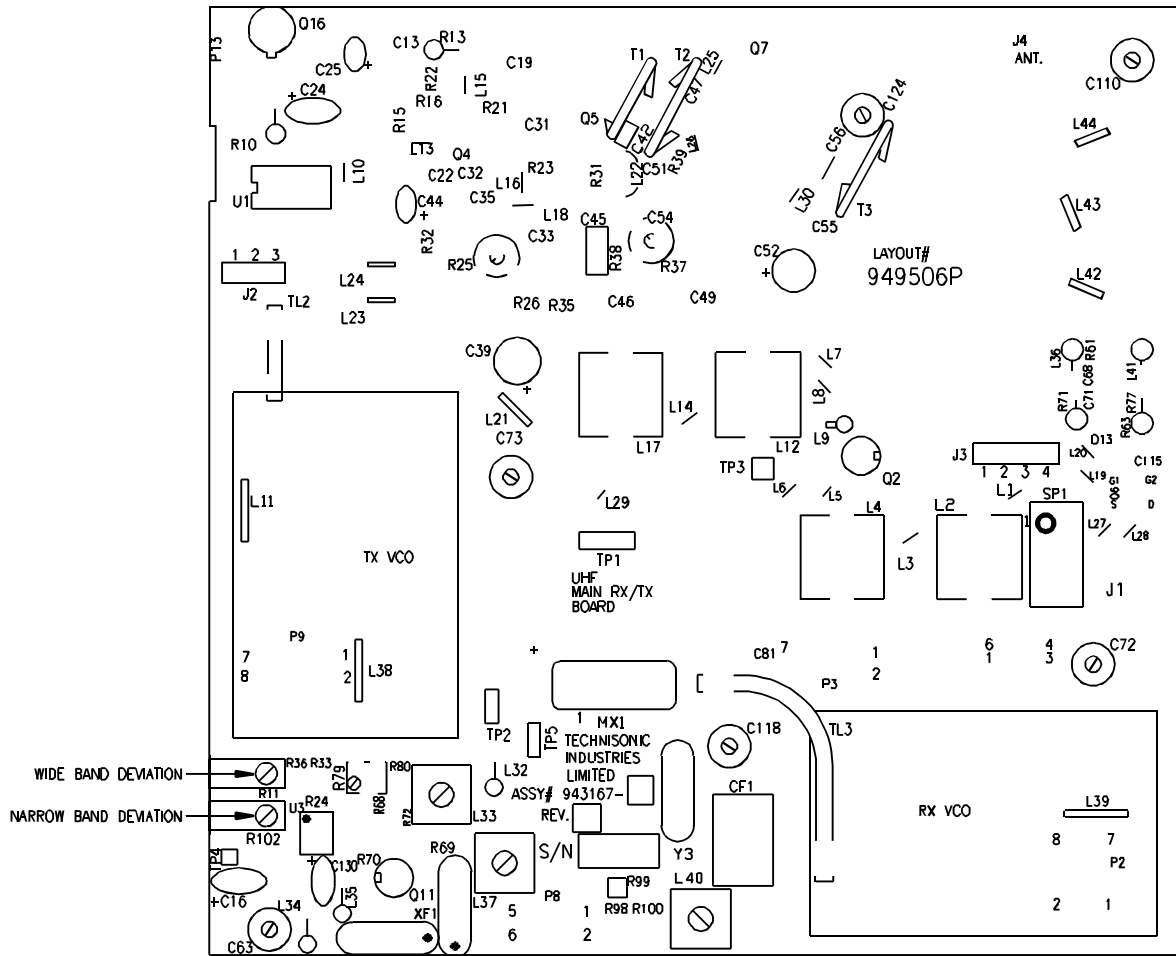 P13
Q16
C25
C24
R10
U1
L10
C13
R13
R22
R16
L15
C19
R21
R15
LT3
Q4
C31
C22
C32
R23
L16
C35
L18
C44
R32
C33
R25
T1
T2
L25
C47
Q5
C42
C51
R39
L26
L22
R31
Q7
C45
R38
C54
R37
C56
C124
L30
C55
T3
C52
J4
ANT.
C110
L44
L43
L42
LAYOUT#
949506P
1 2 3
J2
TL2
L24
L23
R26
R35
C46
C49
C39
L21
C73
L17
L14
L12
L7
L8
L9
TP3
Q2
L6
L5
L4
L3
L2
L1
L36
R61
C68
C71
R71
L41
R77
R63
J3
1 2 3 4
L20
D13
L19
C115
G1
G2
Q6
S
D
SP1
1
L27
L28
J1
L11
TX VCO
L29
TP1
UHF
MAIN RX/TX
BOARD
P9
7
8
1
2
L38
+
C81
7
1
2
6
1
4
3
C72
P3
TP2
TP5
1
MX1
TECHNISONIC
INDUSTRIES
LIMITED
ASSY# 943167-
REV.
S/N
C118
TL3
WIDE BAND DEVIATION
R36
R33
R11
R79
R80
R68
R72
L33
L32
NARROW BAND DEVIATION
R102
U3
R24
TP4
C16
C130
R70
Q11
R69
L37
P8
R99
R98
R100
Y3
CF1
L40
RX VCO
L39
8
7
P2
2
1
L34
L35
C63
XF1
5
6
1
2